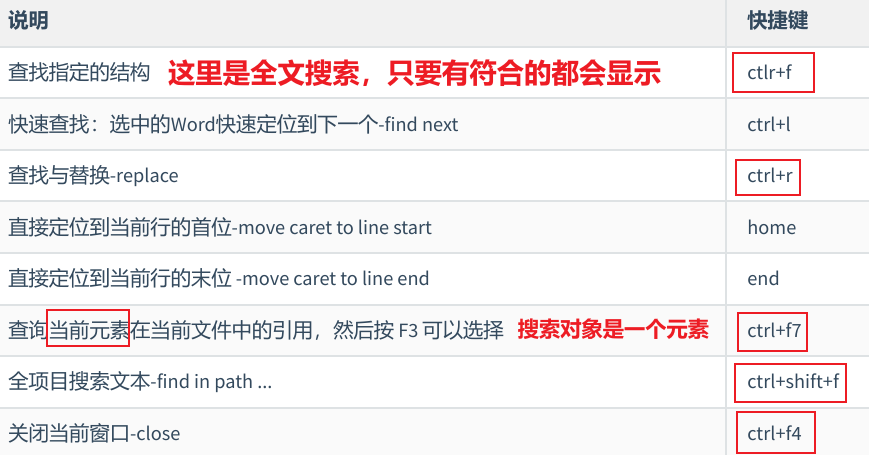 说明 快捷键
查找指定的结构 这里是全文搜索，只要有符合的都会显示 ctlr+f
快速查找：选中的Word快速定位到下一个-find next ctrl+l
查找与替换-replace ctrl+r
直接定位到当前行的首位-move caret to line start home
直接定位到当前行的末位 -move caret to line end end
查询当前元素在当前文件中的引用，然后按 F3 可以选择 搜索对象是一个元素 ctrl+f7
全项目搜索文本-find in path ... ctrl+shift+f
关闭当前窗口-close ctrl+f4